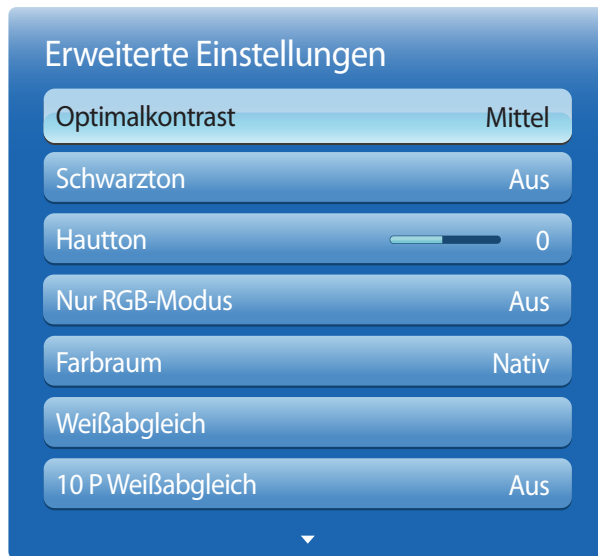 Erweiterte Einstellungen
Optimalkontrast Mittel
Schwarzton Aus
Hautton 0
Nur RGB-Modus Aus
Farbraum Nativ
Weißabgleich
10 P Weißabgleich Aus